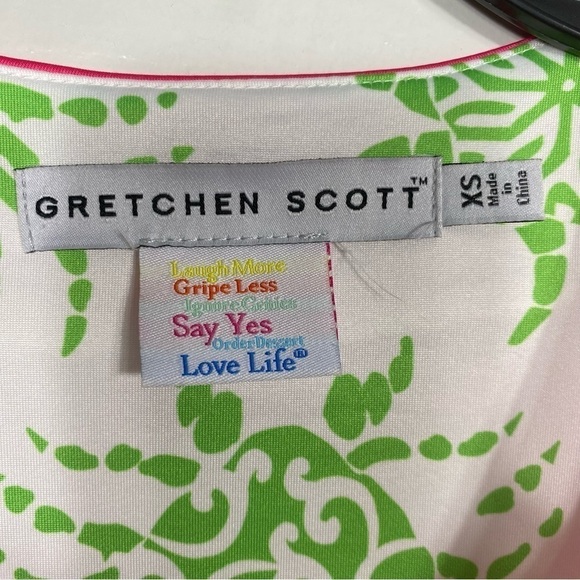 GRETCHEN SCOTT™
XS
Made
in
China
Laugh More
Gripe Less
Ignore Critics
Say Yes
Order Dessert
Love Life